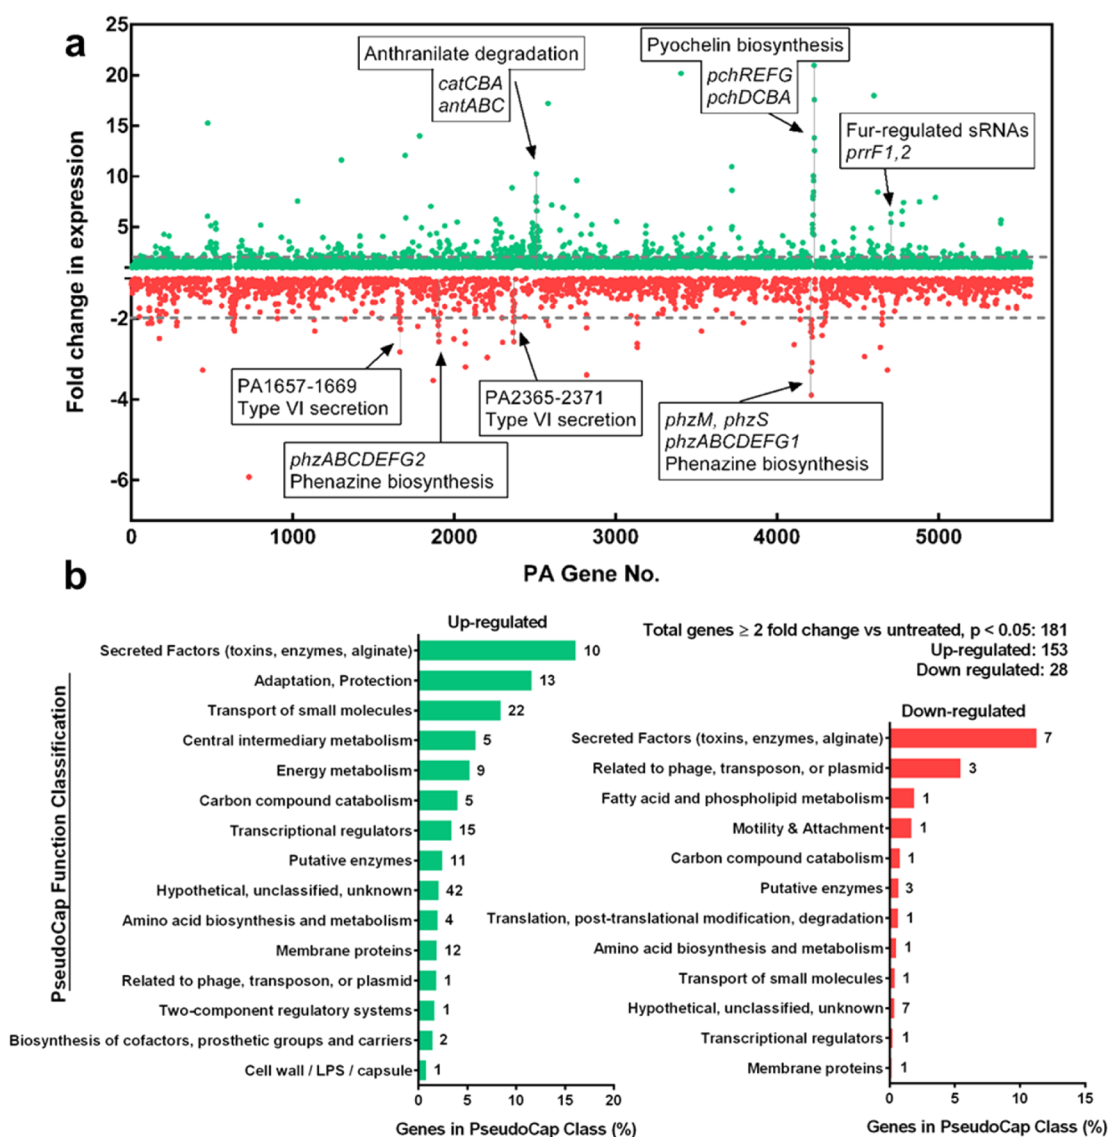 a
25
20
15
10
5
-2
-4
-6
Fold change in expression
Anthranilate degradation
catCBA
antABC
Pyochelin biosynthesis
pchREFG
pchDCBA
Fur-regulated sRNAs
prrF1,2
PA1657-1669
Type VI secretion
phzABCDEFG2
Phenazine biosynthesis
PA2365-2371
Type VI secretion
phzM, phzS
phzABCDEFG1
Phenazine biosynthesis
0 1000 2000 3000 4000 5000
PA Gene No.
b
Up-regulated
PseudoCap Function Classification
Secreted Factors (toxins, enzymes, alginate) 10
Adaptation, Protection 13
Transport of small molecules 22
Central intermediary metabolism 5
Energy metabolism 9
Carbon compound catabolism 5
Transcriptional regulators 15
Putative enzymes 11
Hypothetical, unclassified, unknown 42
Amino acid biosynthesis and metabolism 4
Membrane proteins 12
Related to phage, transposon, or plasmid 1
Two-component regulatory systems 1
Biosynthesis of cofactors, prosthetic groups and carriers 2
Cell wall / LPS / capsule 1
0 5 10 15 20
Genes in PseudoCap Class (%)
Total genes ≥ 2 fold change vs untreated, p < 0.05: 181
Up-regulated: 153
Down regulated: 28
Down-regulated
Secreted Factors (toxins, enzymes, alginate) 7
Related to phage, transposon, or plasmid 3
Fatty acid and phospholipid metabolism 1
Motility & Attachment 1
Carbon compound catabolism 1
Putative enzymes 3
Translation, post-translational modification, degradation 1
Amino acid biosynthesis and metabolism 1
Transport of small molecules 1
Hypothetical, unclassified, unknown 7
Transcriptional regulators 1
Membrane proteins 1
0 5 10 15
Genes in PseudoCap Class (%)